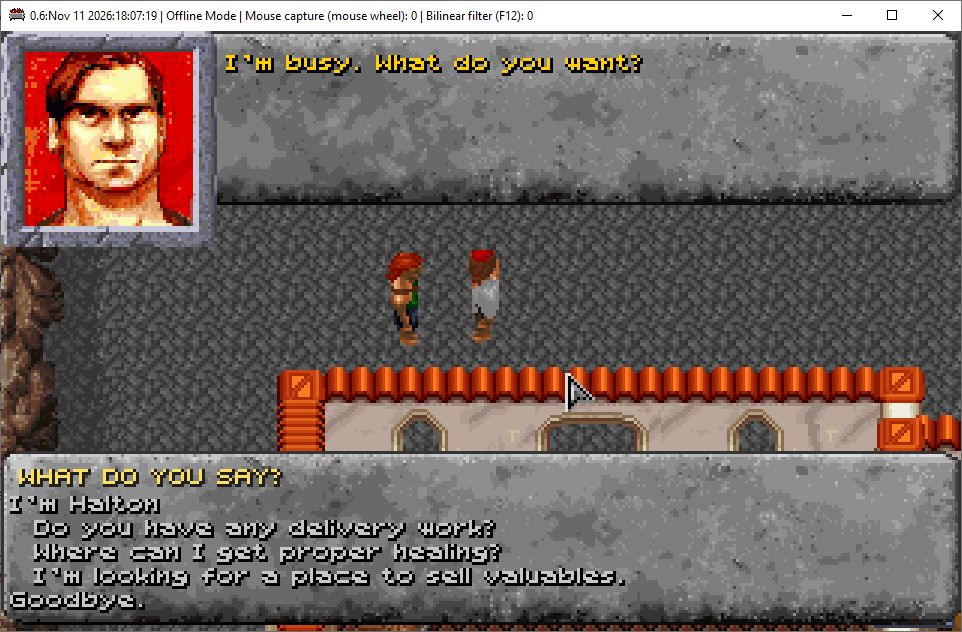 0.6:Nov 11 2026:18:07:19 | Offline Mode | Mouse capture (mouse wheel): 0 | Bilinear filter (F12): 0
I'm busy. What do you want?
WHAT DO YOU SAY?
I'm Halton
Do you have any delivery work?
Where can I get proper healing?
I'm looking for a place to sell valuables.
Goodbye.